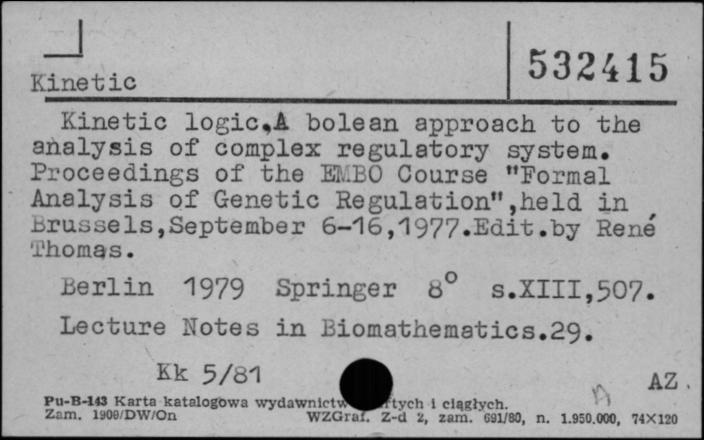 532415
Kinetic
Kinetic logic.A bolean approach to the
analysis of complex regulatory system.
Proceedings of the EMBO Course "Formal
Analysis of Genetic Regulation",held in
Brussels,September 6-16,1977.Edit.by René
Thomas.
Berlin 1979 Springer 8° s.XIII,507.
Lecture Notes in Biomathematics.29.
Kk 5/81
AZ.
Pu-B-143 Karta katalogowa wydawnictw rtych i ciągłych.
Zam. 1909/DW/On WZGraf. Z-d 2, zam. 691/80, n. 1.950.000, 74×120